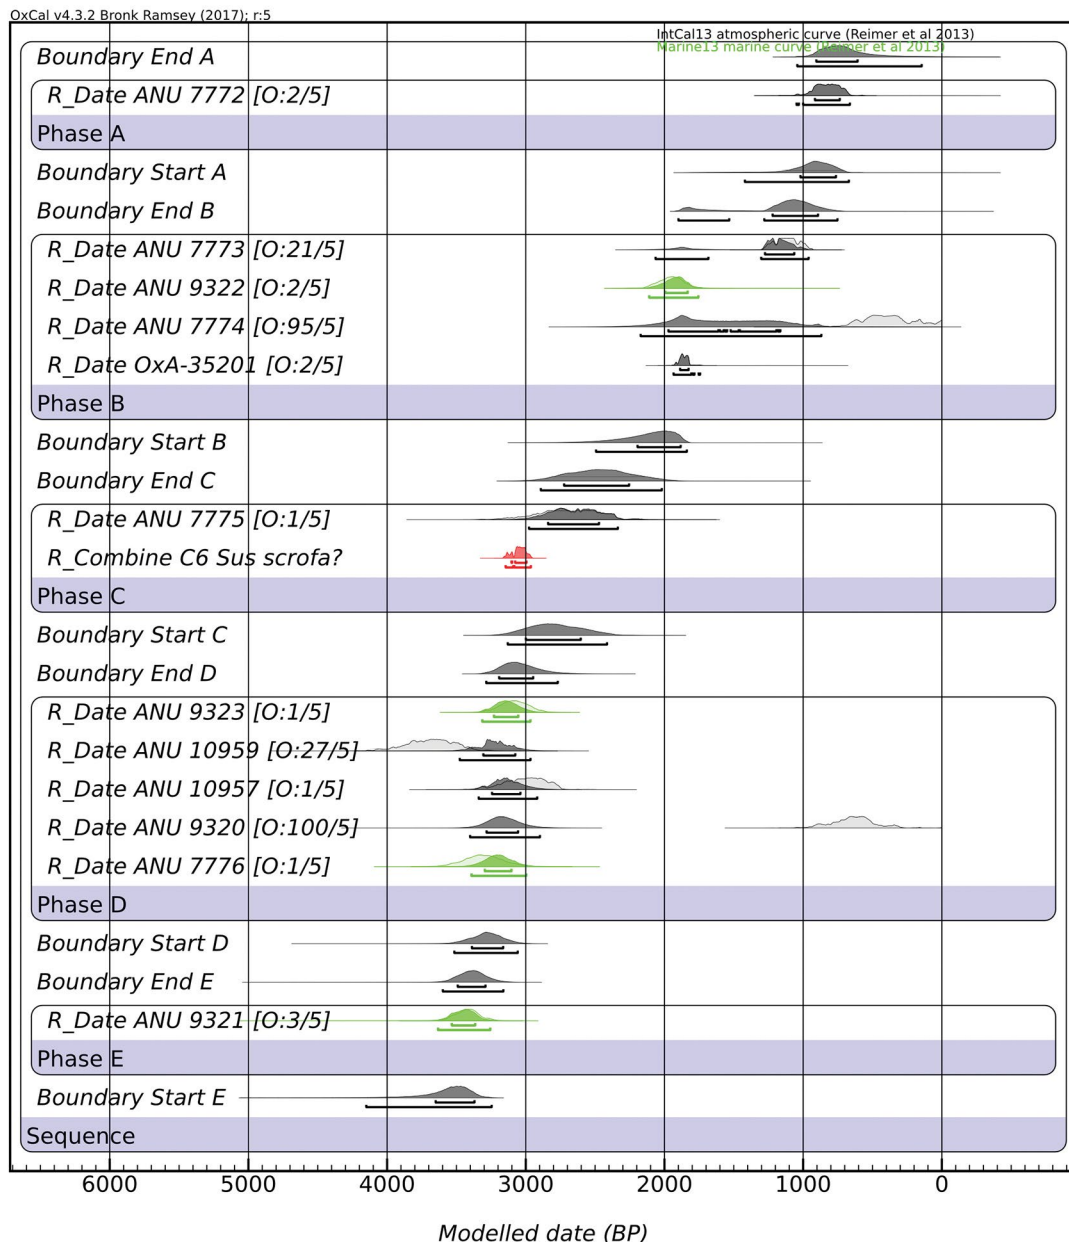 OxCal v4.3.2 Bronk Ramsey (2017); r:5
IntCal13 atmospheric curve (Reimer et al 2013)
Marine13 marine curve (Reimer et al 2013)
Boundary End A
R_Date ANU 7772 [O:2/5]
Phase A
Boundary Start A
Boundary End B
R_Date ANU 7773 [O:21/5]
R_Date ANU 9322 [O:2/5]
R_Date ANU 7774 [O:95/5]
R_Date OxA-35201 [O:2/5]
Phase B
Boundary Start B
Boundary End C
R_Date ANU 7775 [O:1/5]
R_Combine C6 Sus scrofa?
Phase C
Boundary Start C
Boundary End D
R_Date ANU 9323 [O:1/5]
R_Date ANU 10959 [O:27/5]
R_Date ANU 10957 [O:1/5]
R_Date ANU 9320 [O:100/5]
R_Date ANU 7776 [O:1/5]
Phase D
Boundary Start D
Boundary End E
R_Date ANU 9321 [O:3/5]
Phase E
Boundary Start E
Sequence
6000 5000 4000 3000 2000 1000 0
Modelled date (BP)